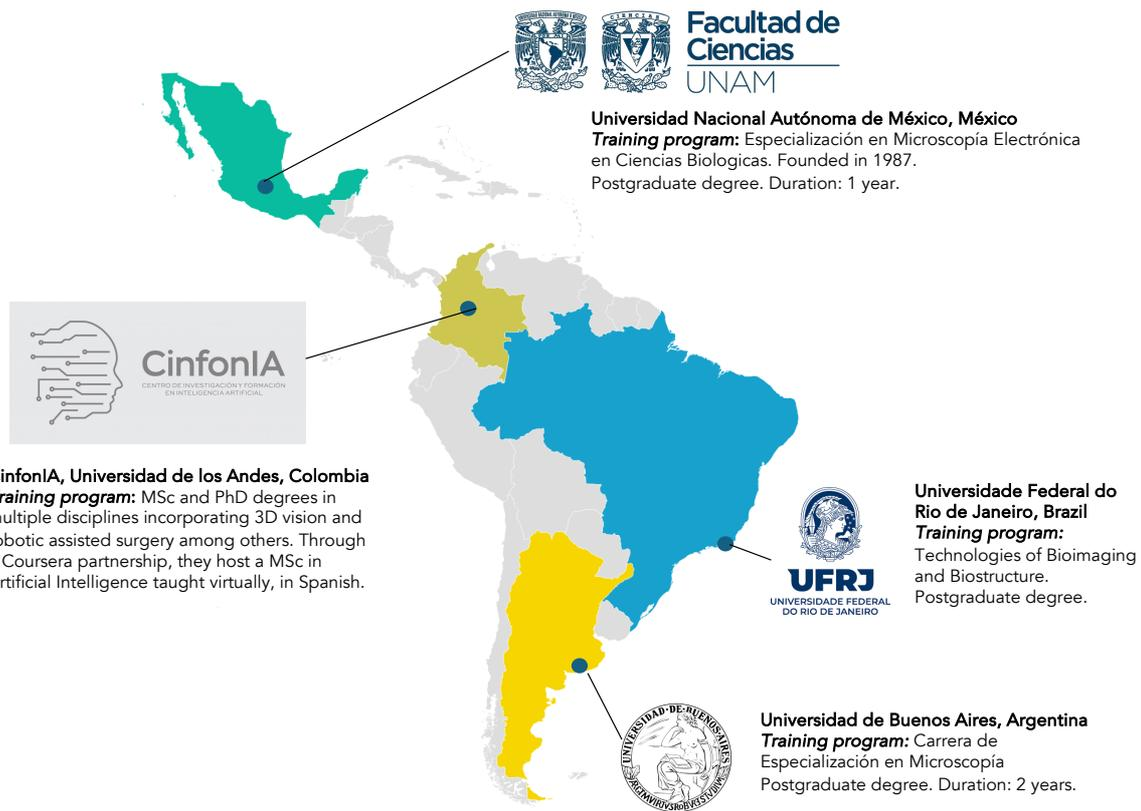 Facultad de
Ciencias
UNAM
Universidad Nacional Autónoma de México, México
Training program: Especialización en Microscopía Electrónica
en Ciencias Biologicas. Founded in 1987.
Postgraduate degree. Duration: 1 year.
CinfonIA
CENTRO DE INVESTIGACIÓN Y FORMACIÓN
EN INTELIGENCIA ARTIFICIAL
infonIA, Universidad de los Andes, Colombia
raining program: MSc and PhD degrees in
ultiple disciplines incorporating 3D vision and
obotic assisted surgery among others. Through
Coursera partnership, they host a MSc in
rtificial Intelligence taught virtually, in Spanish.
UFRJ
UNIVERSIDADE FEDERAL
DO RIO DE JANEIRO
Universidade Federal do
Rio de Janeiro, Brazil
Training program:
Technologies of Bioimaging
and Biostructure.
Postgraduate degree.
UNIVERSIDAD·DE·BUENOS·AIRES
Universidad de Buenos Aires, Argentina
Training program: Carrera de
Especialización en Microscopía
Postgraduate degree. Duration: 2 years.